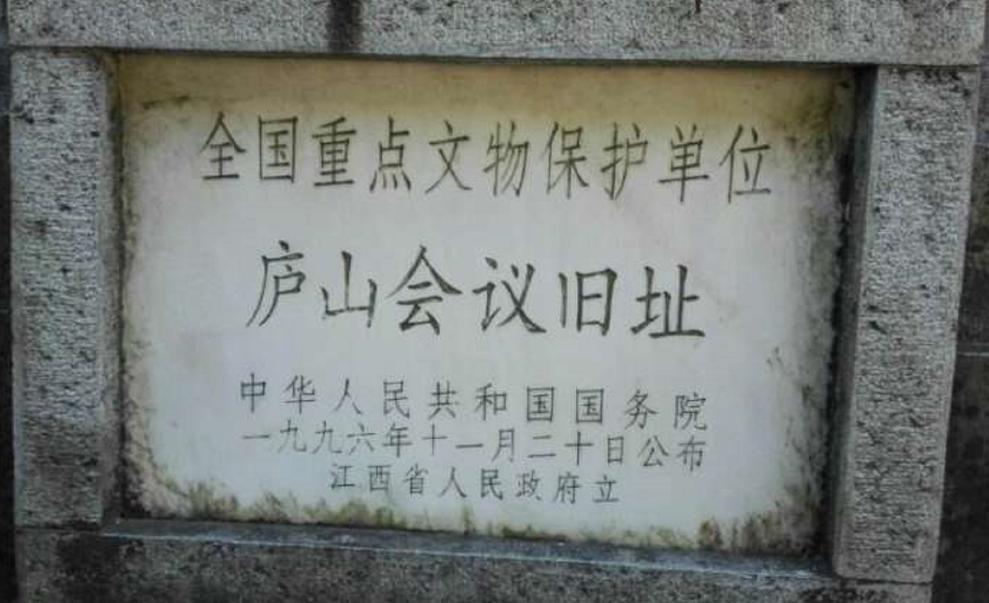 全国重点文物保护单位
庐山会议旧址
中华人民共和国国务院
一九九六年十一月二十日公布
江西省人民政府立